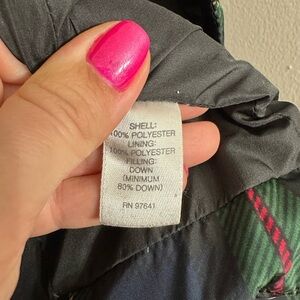 SHELL:
100% POLYESTER
LINING:
100% POLYESTER
FILLING:
DOWN
(MINIMUM
80% DOWN)
RN 97641